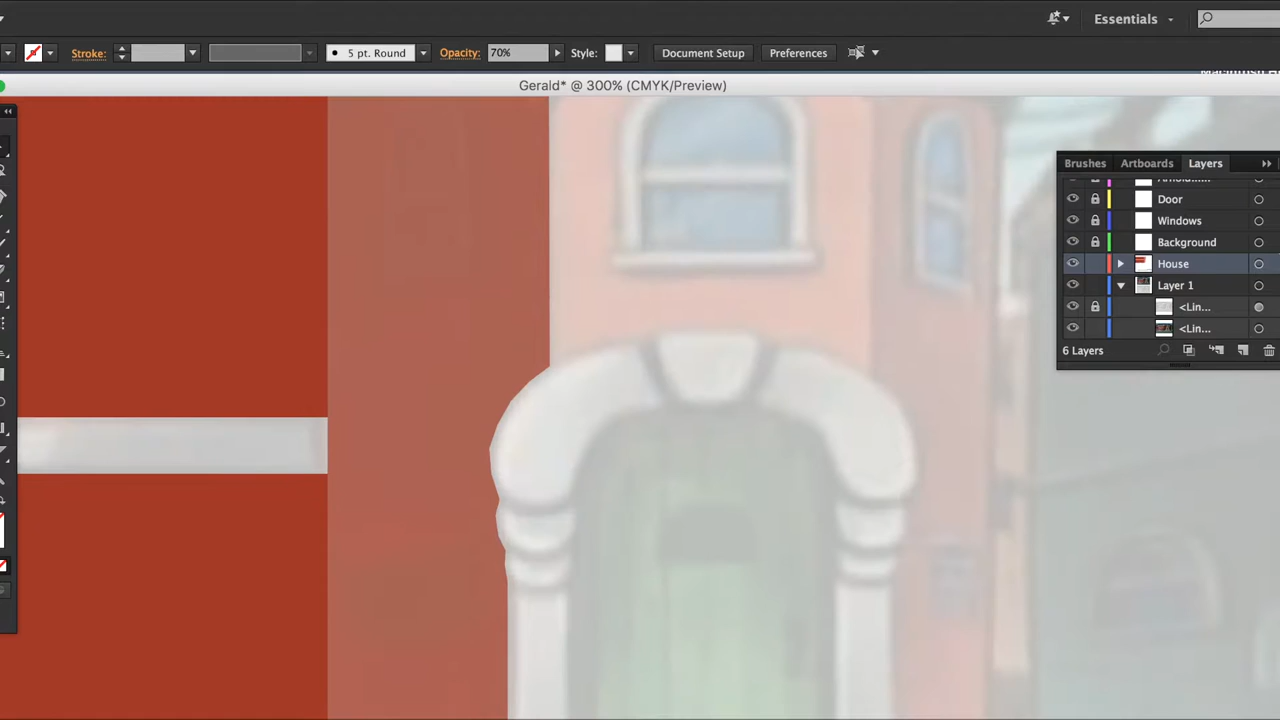 Essentials
Stroke:
5 pt. Round
Opacity:
70%
Style:
Document Setup
Preferences
Gerald* @ 300% (CMYK/Preview)
Brushes
Artboards
Layers
Door
Windows
Background
House
Layer 1
<Lin...
<Lin...
6 Layers